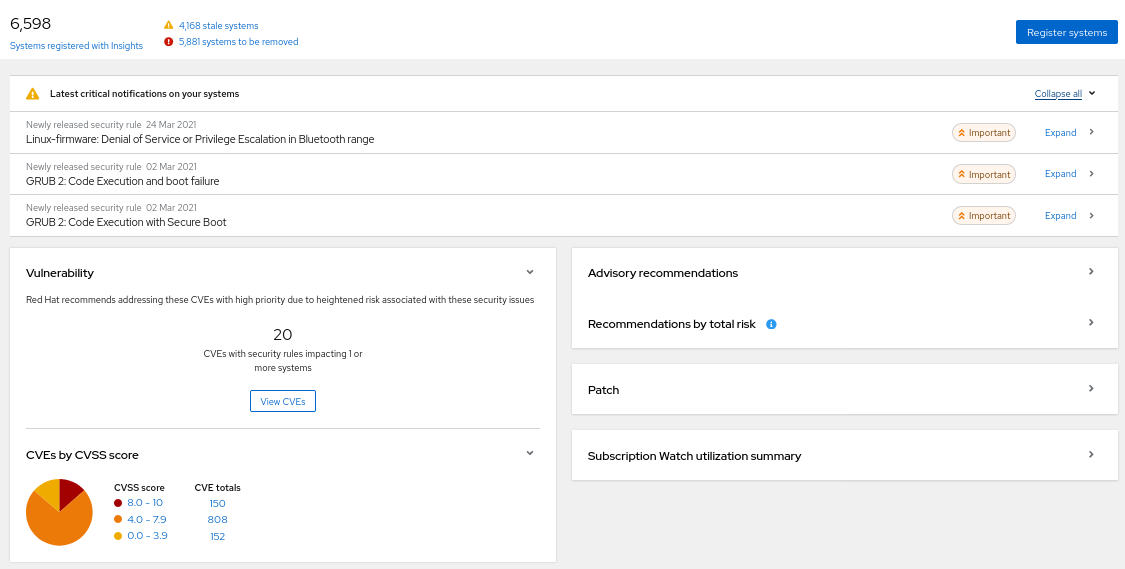 6,598
Systems registered with Insights
4,168 stale systems
5,881 systems to be removed
Register systems
Latest critical notifications on your systems
Collapse all
Newly released security rule 24 Mar 2021
Linux-firmware: Denial of Service or Privilege Escalation in Bluetooth range
Important
Expand
Newly released security rule 02 Mar 2021
GRUB 2: Code Execution and boot failure
Important
Expand
Newly released security rule 02 Mar 2021
GRUB 2: Code Execution with Secure Boot
Important
Expand
Vulnerability
Red Hat recommends addressing these CVEs with high priority due to heightened risk associated with these security issues
20
CVEs with security rules impacting 1 or
more systems
View CVEs
CVEs by CVSS score
CVSS score CVE totals
8.0 - 10 150
4.0 - 7.9 808
0.0 - 3.9 152
Advisory recommendations
Recommendations by total risk
Patch
Subscription Watch utilization summary